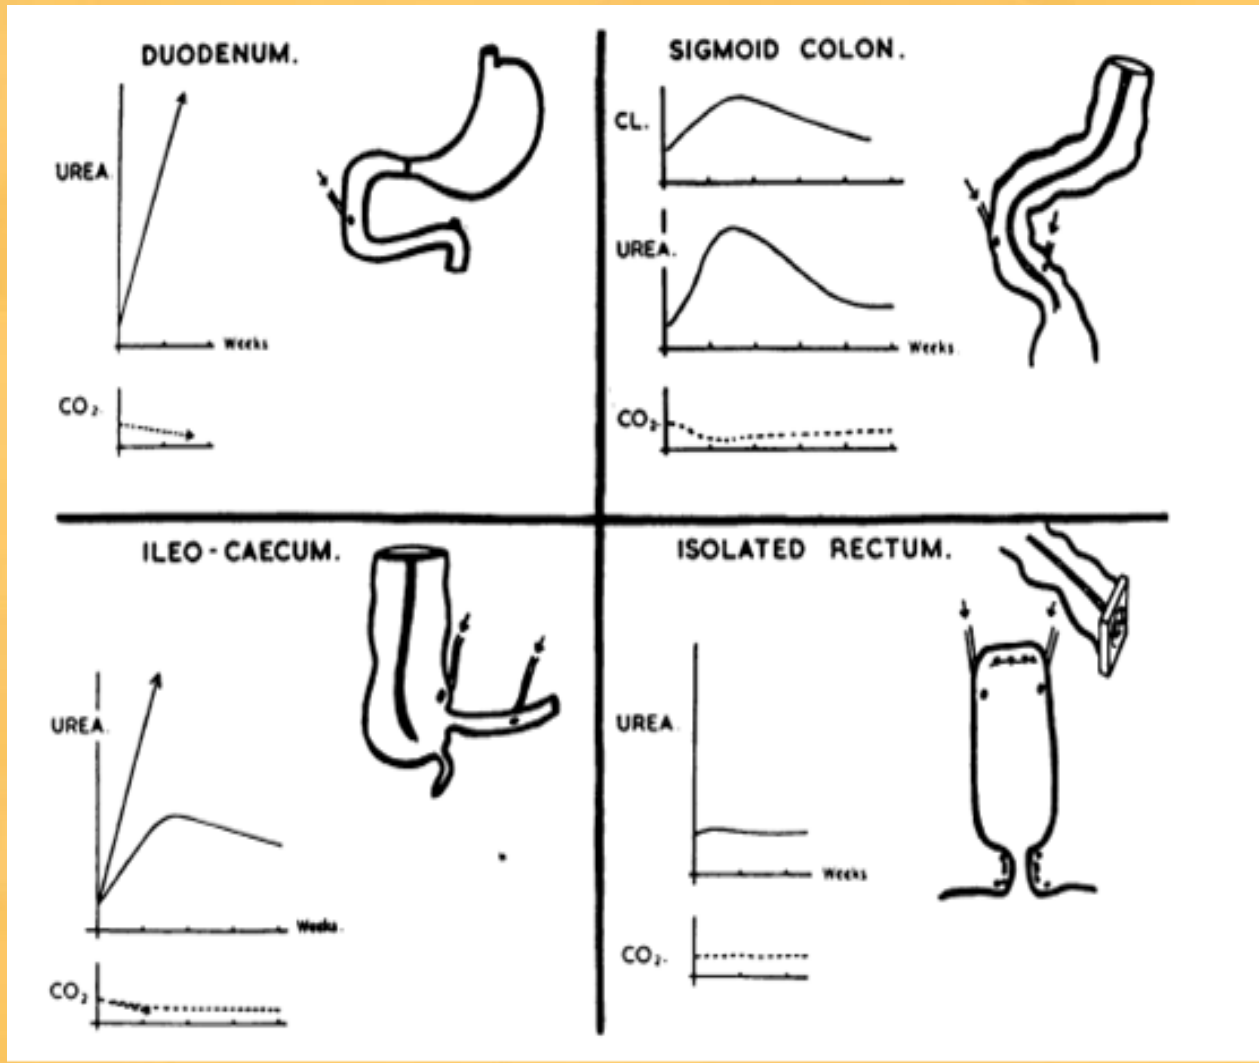 DUODENUM.
UREA.
Weeks
CO₂.
SIGMOID COLON.
CL.
UREA.
Weeks.
CO₂.
ILEO-CAECUM.
UREA.
Weeks.
CO₂
ISOLATED RECTUM.
UREA.
Weeks
CO₂.